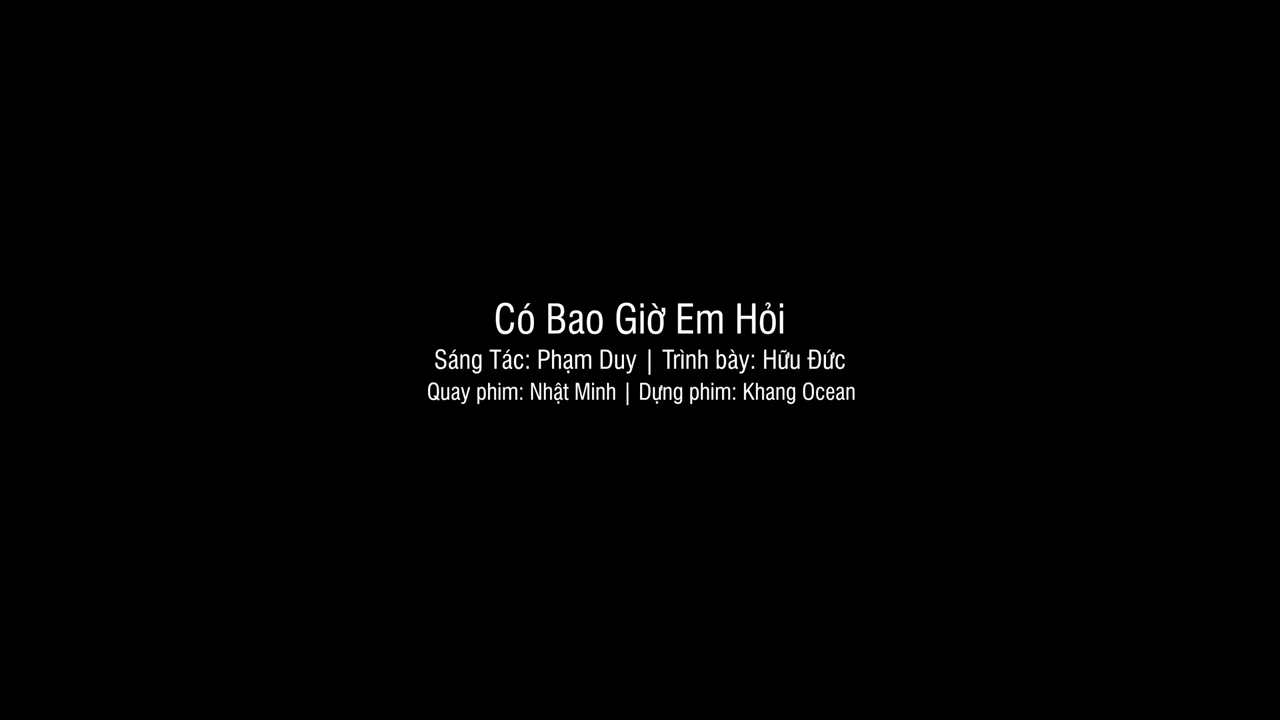 Có Bao Giờ Em Hỏi
Sáng Tác: Phạm Duy | Trình bày: Hữu Đức
Quay phim: Nhật Minh | Dựng phim: Khang Ocean